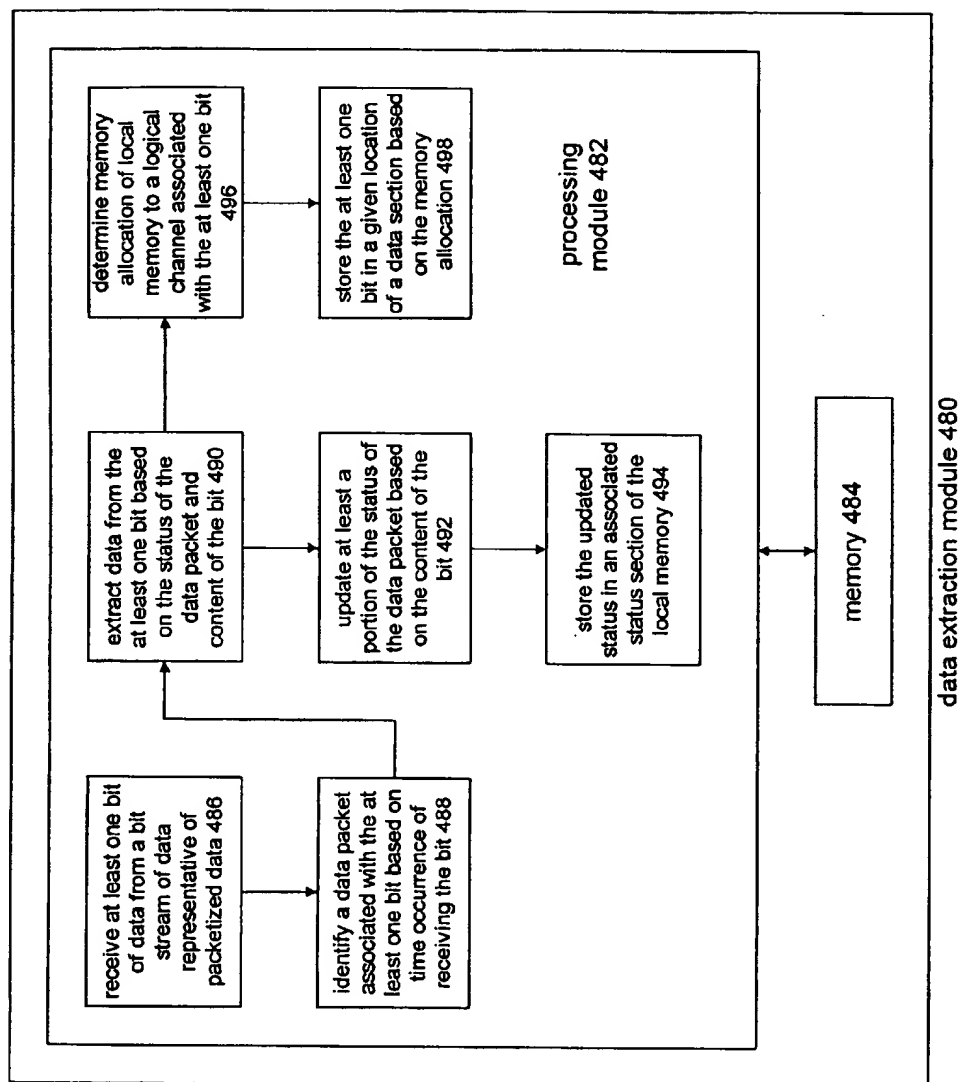 receive at least one bit
of data from a bit
stream of data
representative of
packetized data 486
identify a data packet
associated with the at
least one bit based on
time occurrence of
receiving the bit 488
extract data from the
at least one bit based
on the status of the
data packet and
content of the bit 490
update at least a
portion of the status of
the data packet based
on the content of the
bit 492
store the updated
status in an associated
status section of the
local memory 494
determine memory
allocation of local
memory to a logical
channel associated
with the at least one bit
496
store the at least one
bit in a given location
of a data section based
on the memory
allocation 498
processing
module 482
memory 484
data extraction module 480